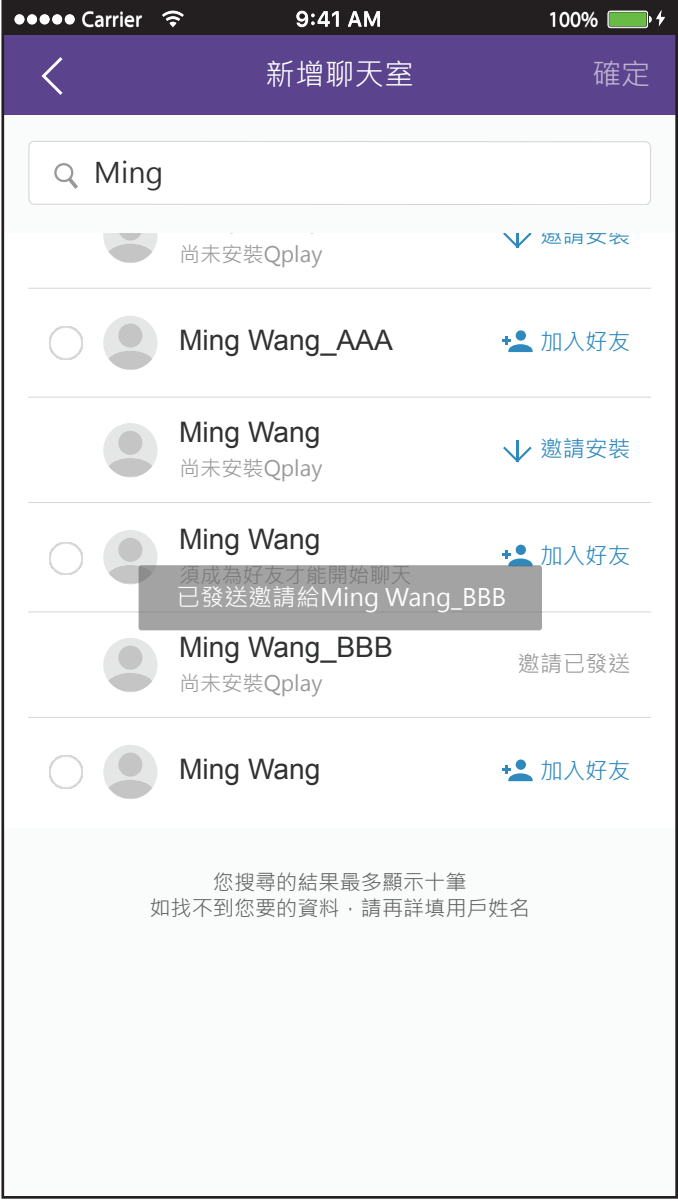 Carrier 9:41 AM 100%
新增聊天室 確定
Ming
邀請安裝
尚未安裝Qplay
Ming Wang_AAA 加入好友
Ming Wang
尚未安裝Qplay 邀請安裝
Ming Wang
加入好友
須成為好友才能開始聊天
已發送邀請給Ming Wang_BBB
Ming Wang_BBB
尚未安裝Qplay 邀請已發送
Ming Wang 加入好友
您搜尋的結果最多顯示十筆
如找不到您要的資料，請再詳填用戶姓名